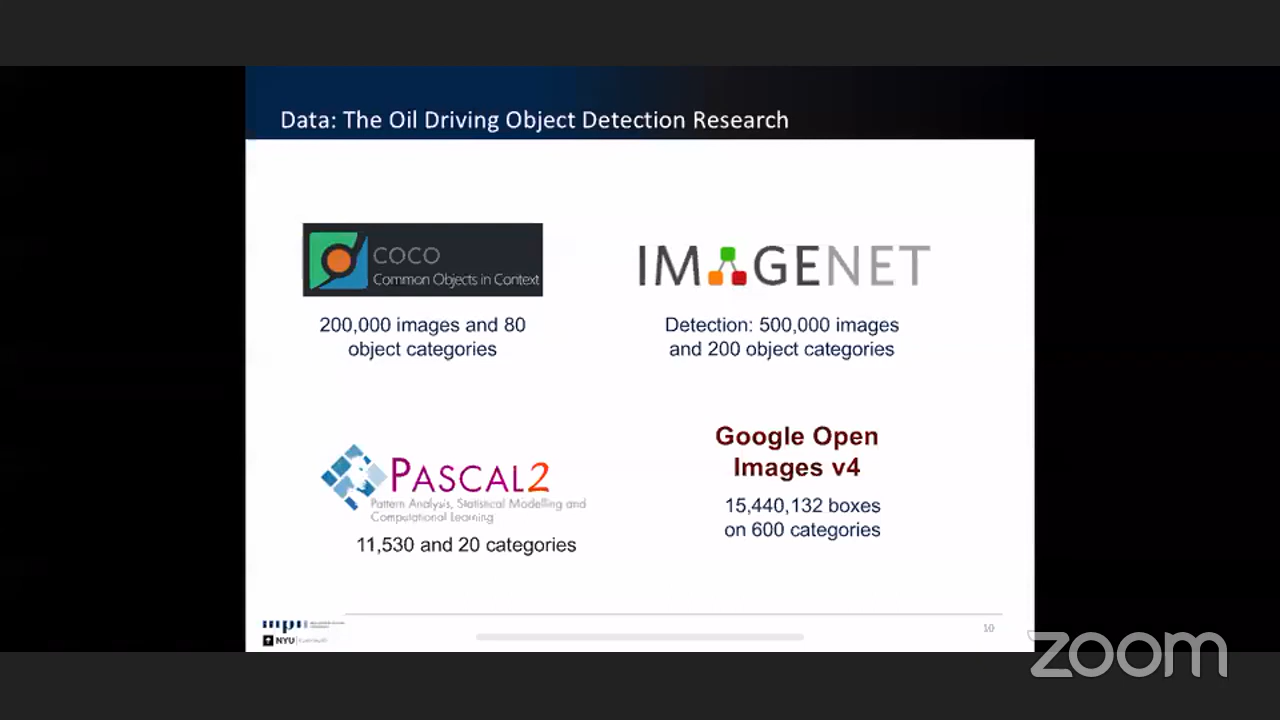 Data: The Oil Driving Object Detection Research
COCO
Common Objects in Context
200,000 images and 80
object categories
IMAGENET
Detection: 500,000 images
and 200 object categories
PASCAL2
Pattern Analysis, Statistical Modelling and
Computational Learning
11,530 and 20 categories
Google Open
Images v4
15,440,132 boxes
on 600 categories
NYU
10
zoom